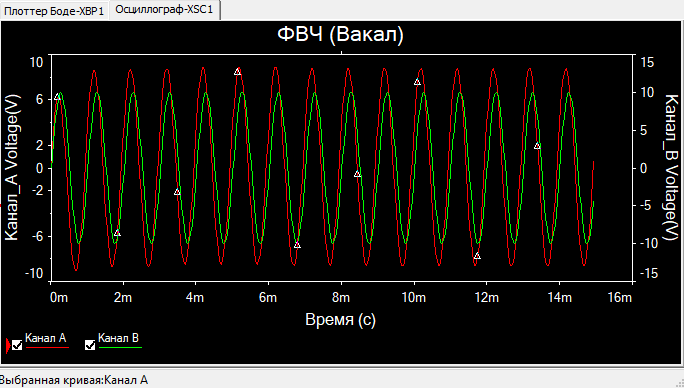 Плоттер Боде-XBP1 Осциллограф-XSC1
ФВЧ (Вакал)
10 15
6 10
5
2
0 0
-2
-5
-6
-10
-10 -15
Канал_A Voltage(V)
Канал_B Voltage(V)
0m 2m 4m 6m 8m 10m 12m 14m 16m
Время (с)
Канал A Канал B
Выбранная кривая:Канал A